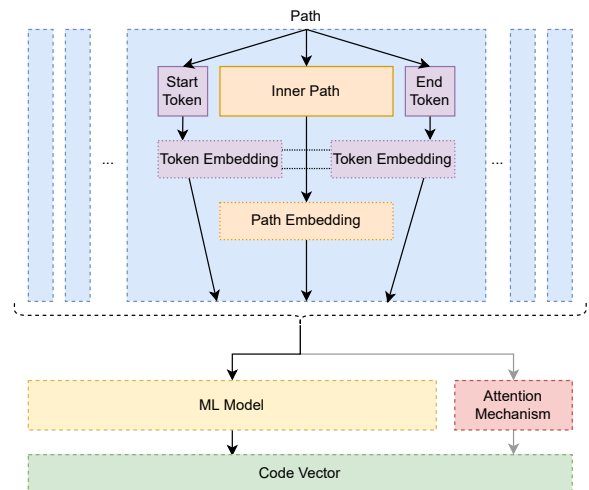 Path
Start
Token
Inner Path
End
Token
...
Token Embedding
Token Embedding
...
Path Embedding
ML Model
Attention
Mechanism
Code Vector